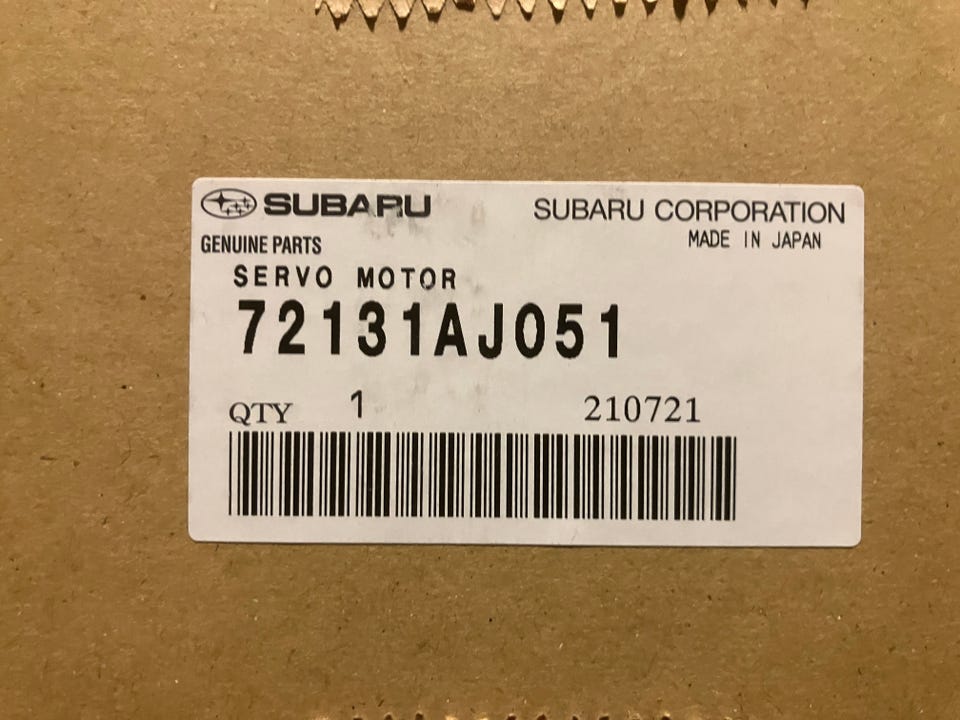 SUBARU SUBARU CORPORATION
GENUINE PARTS MADE IN JAPAN
SERVO MOTOR
72131AJ051
QTY 1 210721